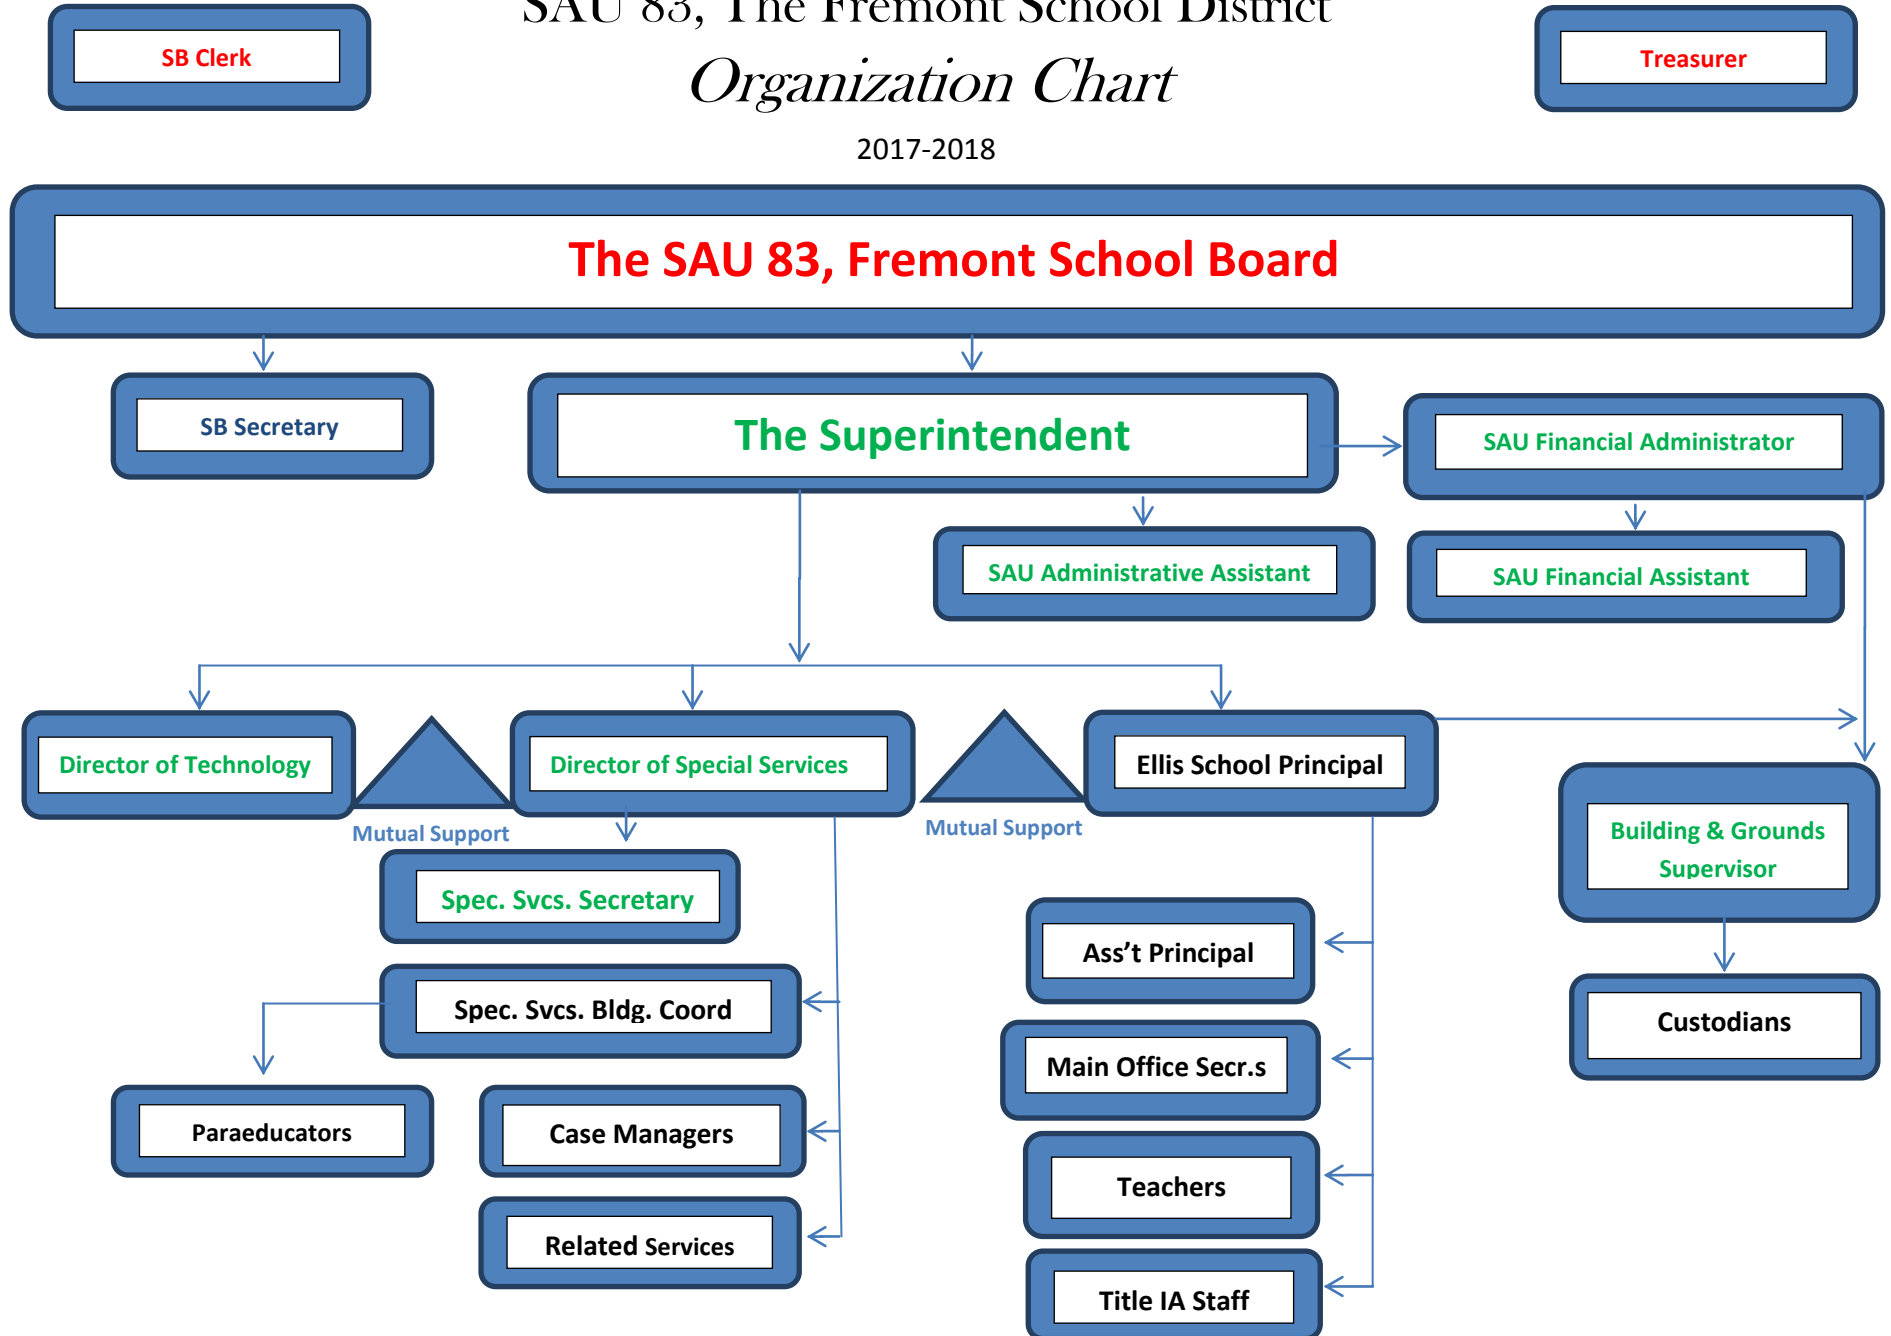 SAU 83, The Fremont School District
SB Clerk
Treasurer
Organization Chart
2017-2018
The SAU 83, Fremont School Board
SB Secretary
The Superintendent
SAU Financial Administrator
SAU Administrative Assistant
SAU Financial Assistant
Director of Technology
Director of Special Services
Ellis School Principal
Mutual Support
Mutual Support
Building & Grounds
Supervisor
Spec. Svcs. Secretary
Ass’t Principal
Spec. Svcs. Bldg. Coord
Custodians
Main Office Secr.s
Paraeducators
Case Managers
Teachers
Related Services
Title IA Staff